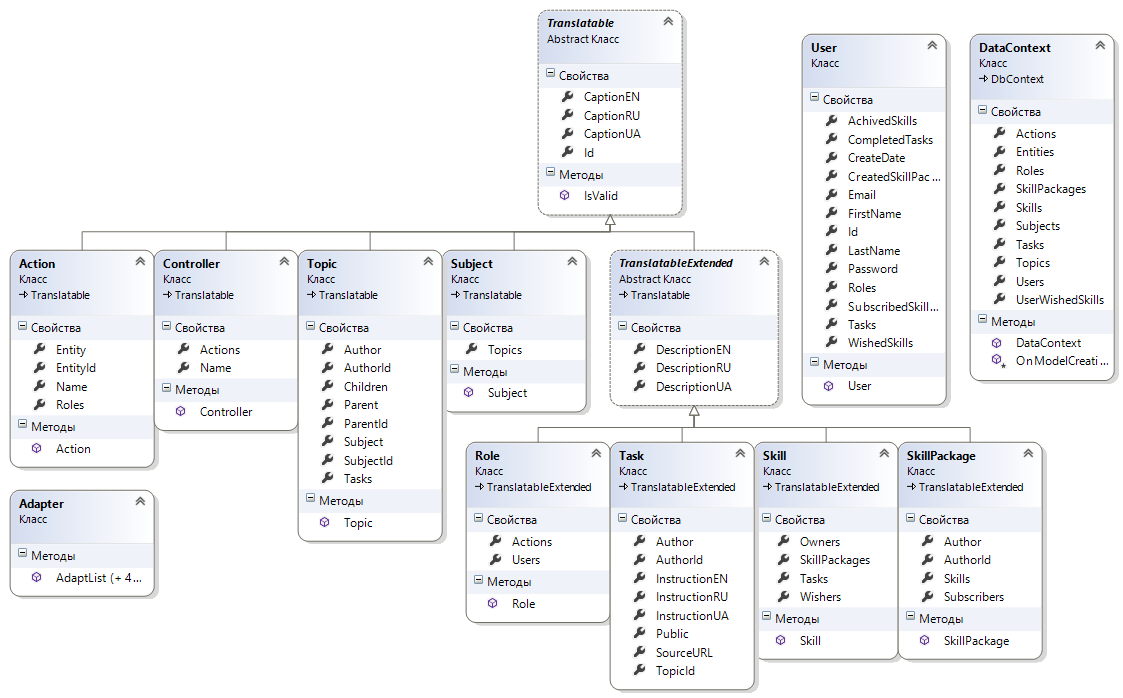 Translatable
Abstract Класс
Свойства
CaptionEN
CaptionRU
CaptionUA
Id
Методы
IsValid
User
Класс
Свойства
AchivedSkills
CompletedTasks
CreateDate
CreatedSkillPac ...
Email
FirstName
Id
LastName
Password
Roles
SubscribedSkill...
Tasks
WishedSkills
Методы
User
DataContext
Класс
DbContext
Свойства
Actions
Entities
Roles
SkillPackages
Skills
Subjects
Tasks
Topics
Users
UserWishedSkills
Методы
DataContext
OnModelCreati ...
Action
Класс
Translatable
Свойства
Entity
EntityId
Name
Roles
Методы
Action
Controller
Класс
Translatable
Свойства
Actions
Name
Методы
Controller
Topic
Класс
Translatable
Свойства
Author
AuthorId
Children
Parent
ParentId
Subject
SubjectId
Tasks
Методы
Topic
Subject
Класс
Translatable
Свойства
Topics
Методы
Subject
TranslatableExtended
Abstract Класс
Translatable
Свойства
DescriptionEN
DescriptionRU
DescriptionUA
Adapter
Класс
Методы
AdaptList (+ 4...
Role
Класс
TranslatableExtended
Свойства
Actions
Users
Методы
Role
Task
Класс
TranslatableExtended
Свойства
Author
AuthorId
InstructionEN
InstructionRU
InstructionUA
Public
SourceURL
TopicId
Skill
Класс
TranslatableExtended
Свойства
Owners
SkillPackages
Tasks
Wishers
Методы
Skill
SkillPackage
Класс
TranslatableExtended
Свойства
Author
AuthorId
Skills
Subscribers
Методы
SkillPackage